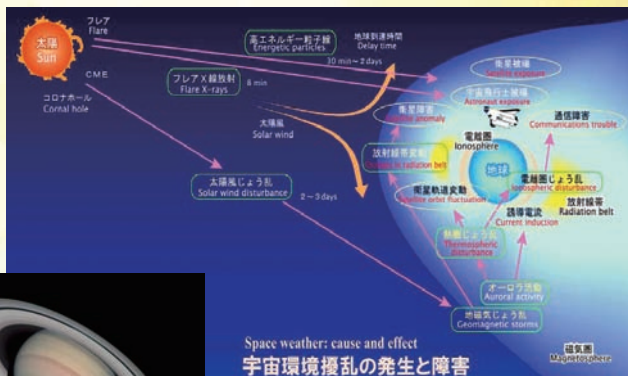 フレア
Flare
太陽
Sun
CME
コロナホール
Cornal hole
高エネルギー粒子線
Energetic particles
地球到達時間
Delay time
30 min~2 days
フレアX線放射
Flare X-rays
8 min
太陽風
Solar wind
太陽風じょう乱
Solar wind disturbance
2~3 days
衛星被曝
Satellite exposure
宇宙飛行士被曝
Astronaut exposure
衛星障害
Satellite anomaly
通信障害
Communications trouble
電離圏
Ionosphere
放射線帯変動
Changes in radiation belt
地球
電離圏じょう乱
Ionospheric disturbance
衛星軌道変動
Satellite orbit fluctuation
放射線帯
Radiation belt
誘導電流
Current induction
熱圏じょう乱
Thermospheric
disturbance
オーロラ活動
Auroral activity
地磁気じょう乱
Geomagnetic storms
磁気圏
Magnetosphere
Space weather: cause and effect
宇宙環境擾乱の発生と障害